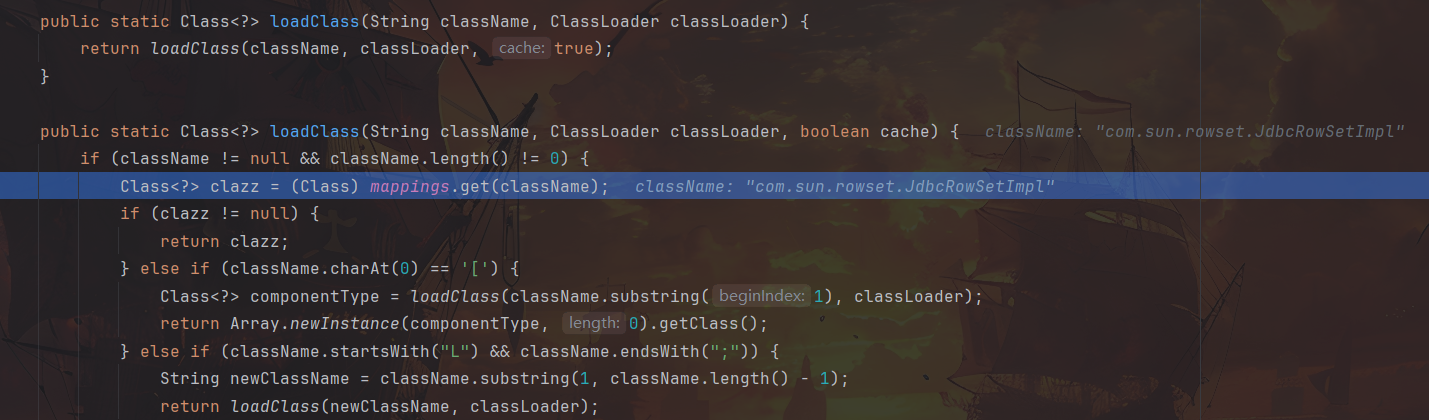 public static Class<?> loadClass(String className, ClassLoader classLoader) {
return loadClass(className, classLoader, cache: true);
}
public static Class<?> loadClass(String className, ClassLoader classLoader, boolean cache) { className: "com.sun.rowset.JdbcRowSetImpl"
if (className != null && className.length() != 0) {
Class<?> clazz = (Class) mappings.get(className); className: "com.sun.rowset.JdbcRowSetImpl"
if (clazz != null) {
return clazz;
} else if (className.charAt(0) == '[') {
Class<?> componentType = loadClass(className.substring( beginIndex: 1), classLoader);
return Array.newInstance(componentType, length: 0).getClass();
} else if (className.startsWith("L") && className.endsWith(";")) {
String newClassName = className.substring(1, className.length() - 1);
return loadClass(newClassName, classLoader);